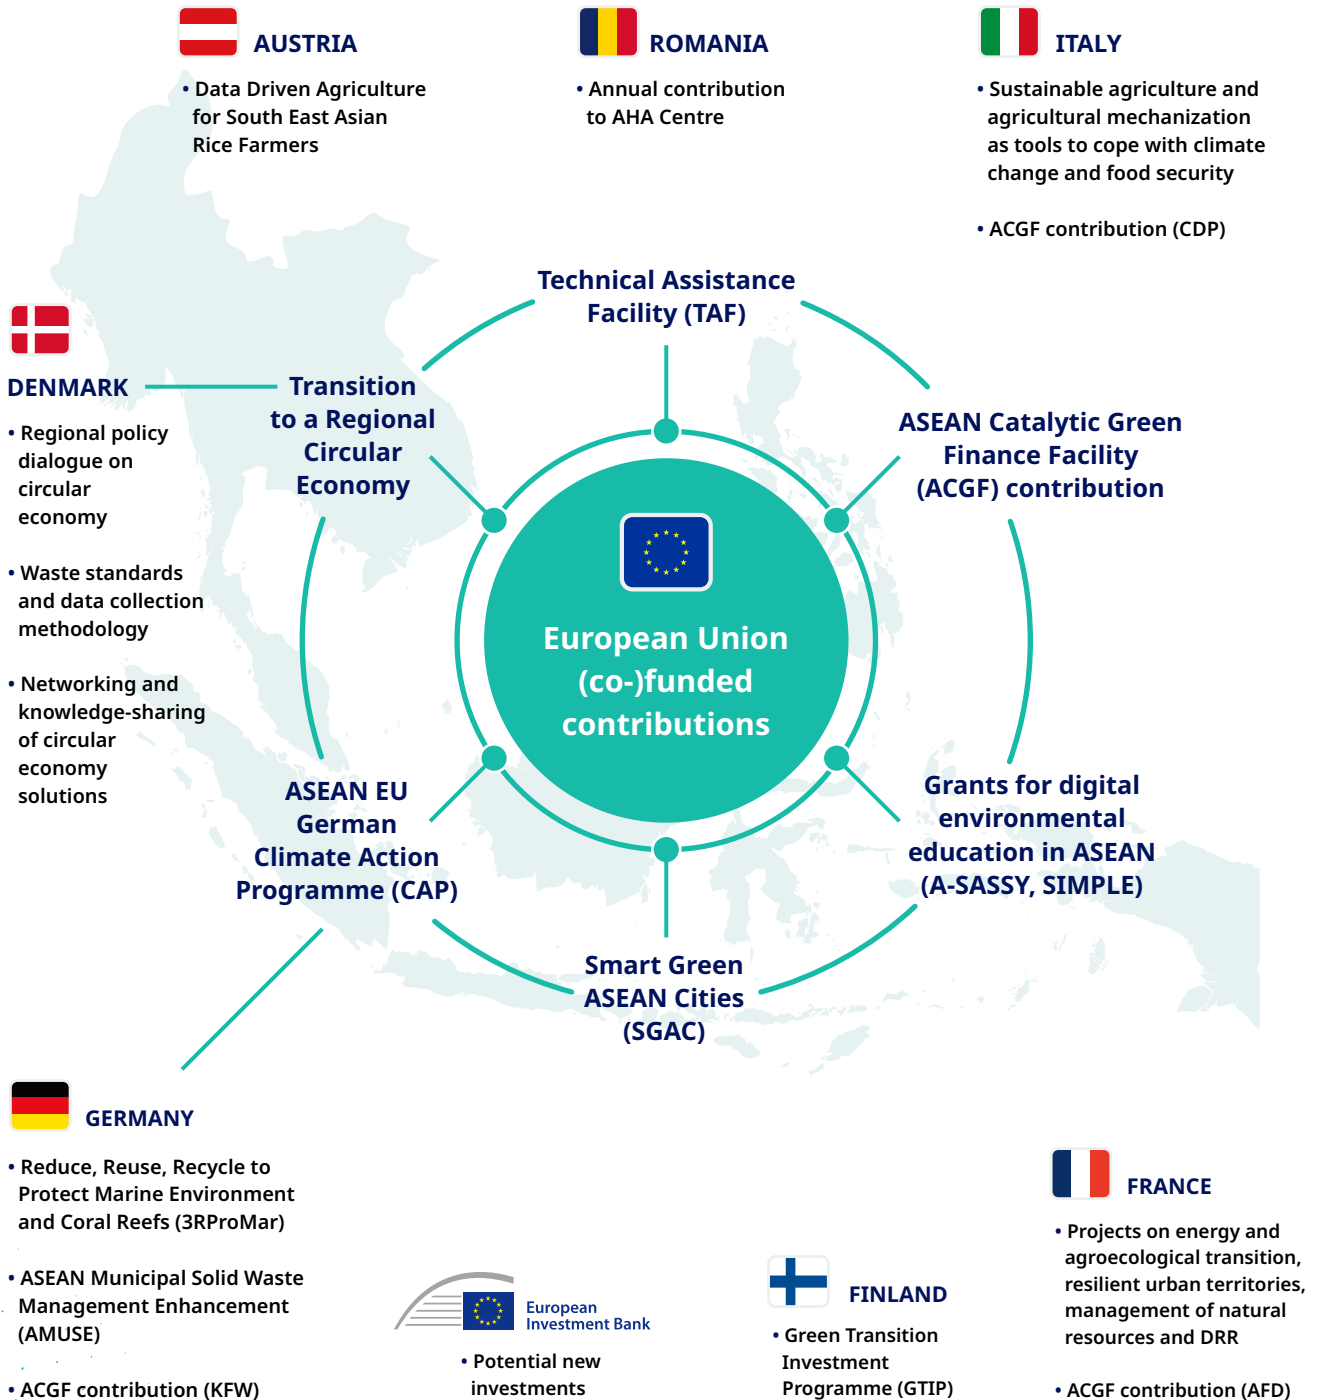 AUSTRIA
• Data Driven Agriculture
for South East Asian
Rice Farmers
ROMANIA
• Annual contribution
to AHA Centre
ITALY
• Sustainable agriculture and
agricultural mechanization
as tools to cope with climate
change and food security
• ACGF contribution (CDP)
Technical Assistance
Facility (TAF)
DENMARK
• Regional policy
dialogue on
circular
economy
• Waste standards
and data collection
methodology
• Networking and
knowledge-sharing
of circular
economy
solutions
Transition
to a Regional
Circular
Economy
ASEAN Catalytic Green
Finance Facility
(ACGF) contribution
European Union
(co-)funded
contributions
ASEAN EU
German
Climate Action
Programme (CAP)
Grants for digital
environmental
education in ASEAN
(A-SASSY, SIMPLE)
Smart Green
ASEAN Cities
(SGAC)
GERMANY
• Reduce, Reuse, Recycle to
Protect Marine Environment
and Coral Reefs (3RProMar)
• ASEAN Municipal Solid Waste
Management Enhancement
(AMUSE)
• ACGF contribution (KFW)
European
Investment Bank
• Potential new
investments
FINLAND
• Green Transition
Investment
Programme (GTIP)
FRANCE
• Projects on energy and
agroecological transition,
resilient urban territories,
management of natural
resources and DRR
• ACGF contribution (AFD)